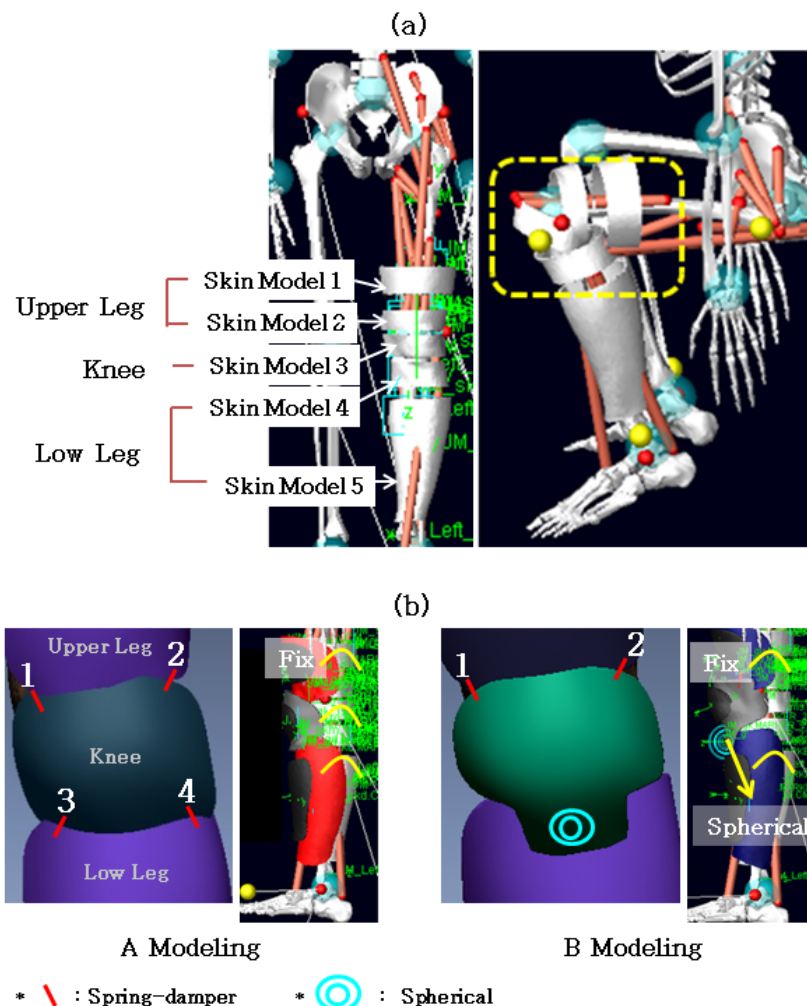 (a)
Skin Model 1
Upper Leg
Skin Model 2
Knee
Skin Model 3
Skin Model 4
Low Leg
Skin Model 5
z
Left_
(b)
Upper Leg
1
2
Knee
3
4
Low Leg
Fix
1
2
Fix
Spherical
A Modeling
B Modeling
* : Spring-damper * : Spherical